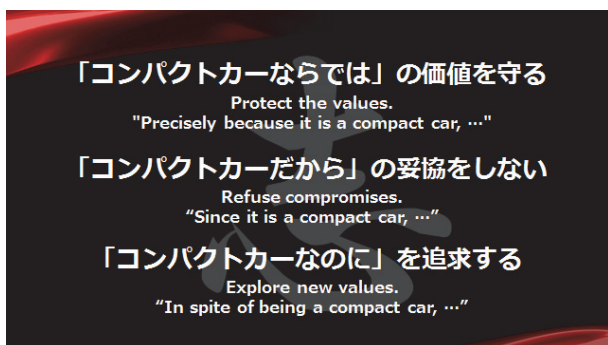 「コンパクトカーならでは」の価値を守る
Protect the values.
"Precisely because it is a compact car, ···"
「コンパクトカーだから」の妥協をしない
Refuse compromises.
“Since it is a compact car, ···”
「コンパクトカーなのに」を追求する
Explore new values.
“In spite of being a compact car, ···”
志